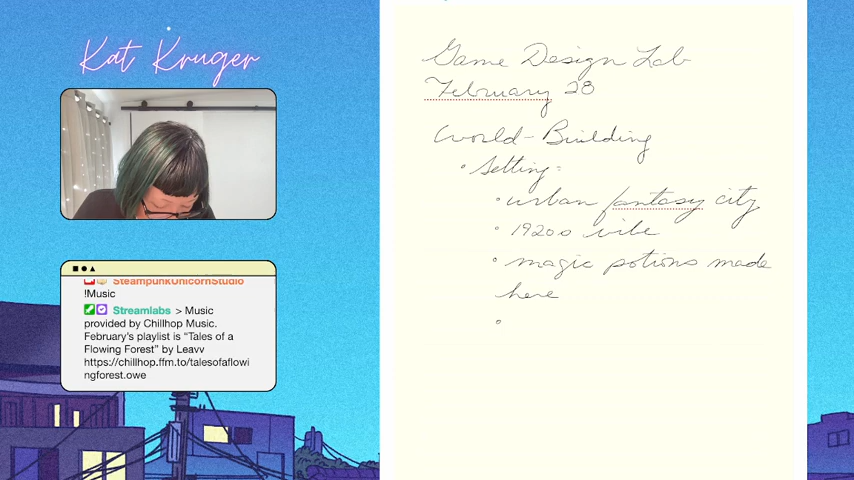 Kat Kruger
SteampunkUnicornStudio
!Music
Streamlabs > Music
provided by Chillhop Music.
February's playlist is "Tales of a
Flowing Forest" by Leavv
https://chillhop.ffm.to/talesofaflowi
ngforest.owe
Game Design Lab
February 28
World-Building
• Setting:
• urban fantasy city
• 1920s vibe
• magic potions made
here
•